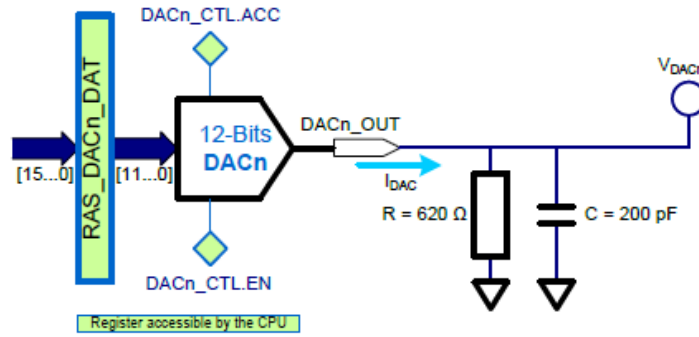 DACn_CTL.ACC
RAS_DACn_DAT
[15...0]
[11...0]
12-Bits
DACn
DACn_OUT
IDAC
VDACn
R = 620 Ω
C = 200 pF
DACn_CTL.EN
Register accessible by the CPU